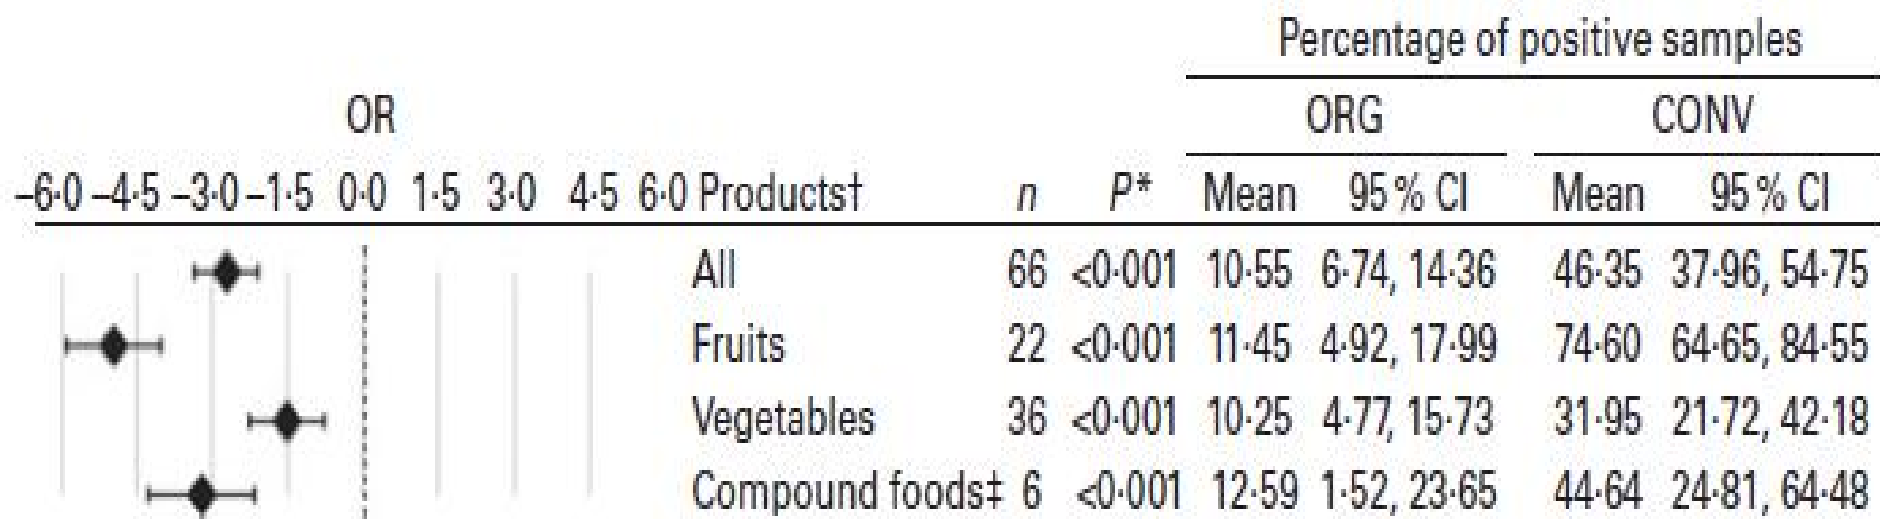 Percentage of positive samples
OR ORG CONV
–6·0 –4·5 –3·0 –1·5 0·0 1·5 3·0 4·5 6·0 Products† n P* Mean 95 % CI Mean 95 % CI
All 66 <0·001 10·55 6·74, 14·36 46·35 37·96, 54·75
Fruits 22 <0·001 11·45 4·92, 17·99 74·60 64·65, 84·55
Vegetables 36 <0·001 10·25 4·77, 15·73 31·95 21·72, 42·18
Compound foods‡ 6 <0·001 12·59 1·52, 23·65 44·64 24·81, 64·48